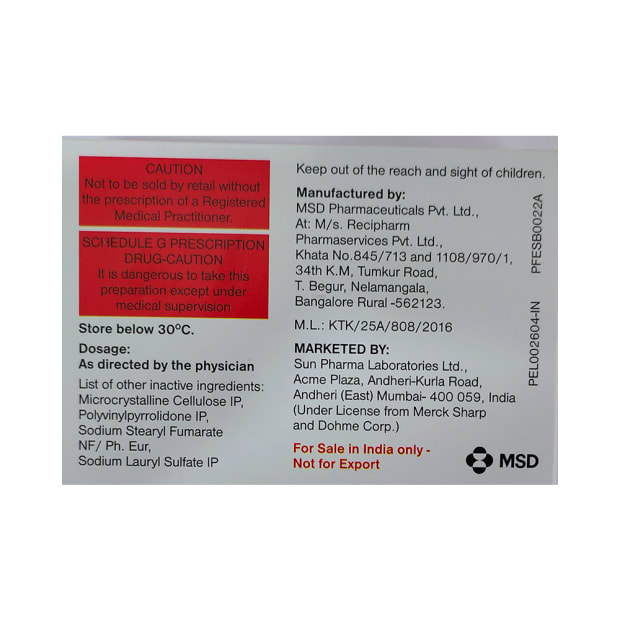 CAUTION
Not to be sold by retail without
the prescription of a Registered
Medical Practitioner.
SCHEDULE G PRESCRIPTION
DRUG-CAUTION
It is dangerous to take this
preparation except under
medical supervision
Store below 30ºC.
Dosage:
As directed by the physician
List of other inactive ingredients:
Microcrystalline Cellulose IP,
Polyvinylpyrrolidone IP,
Sodium Stearyl Fumarate
NF/ Ph. Eur,
Sodium Lauryl Sulfate IP
Keep out of the reach and sight of children.
Manufactured by:
MSD Pharmaceuticals Pvt. Ltd.,
At: M/s. Recipharm
Pharmaservices Pvt. Ltd.,
Khata No.845/713 and 1108/970/1,
34th K.M, Tumkur Road,
T. Begur, Nelamangala,
Bangalore Rural -562123.
M.L.: KTK/25A/808/2016
MARKETED BY:
Sun Pharma Laboratories Ltd.,
Acme Plaza, Andheri-Kurla Road,
Andheri (East) Mumbai- 400 059, India
(Under License from Merck Sharp
and Dohme Corp.)
For Sale in India only -
Not for Export
MSD
PEL002604-IN PFESB0022A